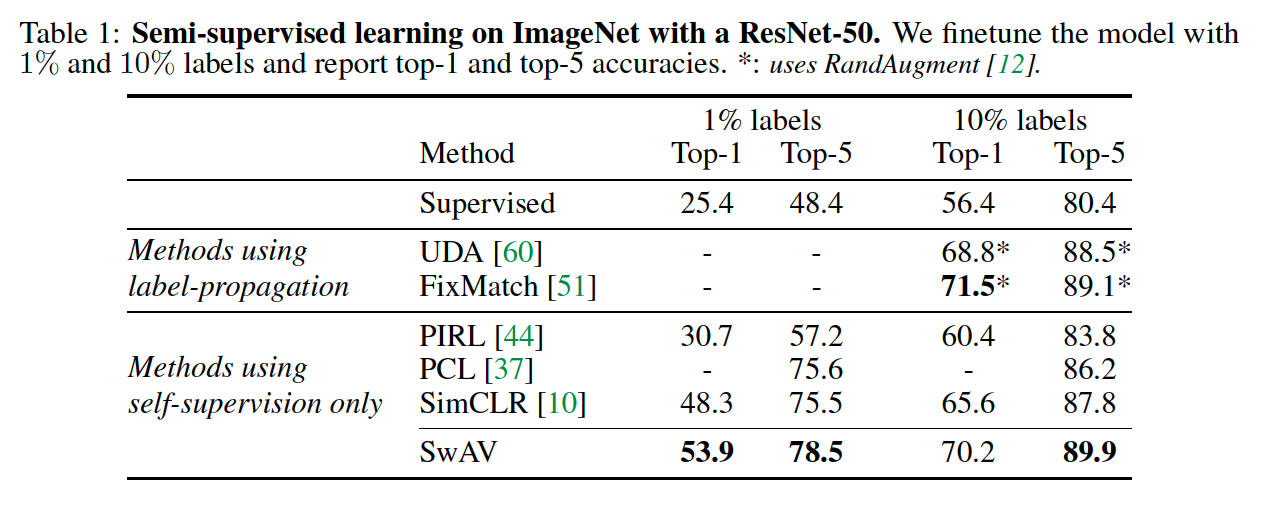 Table 1: Semi-supervised learning on ImageNet with a ResNet-50. We finetune the model with
1% and 10% labels and report top-1 and top-5 accuracies. *: uses RandAugment [12].
1% labels 10% labels
Method Top-1 Top-5 Top-1 Top-5
Supervised 25.4 48.4 56.4 80.4
Methods using UDA [60] - - 68.8* 88.5*
label-propagation FixMatch [51] - - 71.5* 89.1*
PIRL [44] 30.7 57.2 60.4 83.8
Methods using PCL [37] - 75.6 - 86.2
self-supervision only SimCLR [10] 48.3 75.5 65.6 87.8
SwAV 53.9 78.5 70.2 89.9